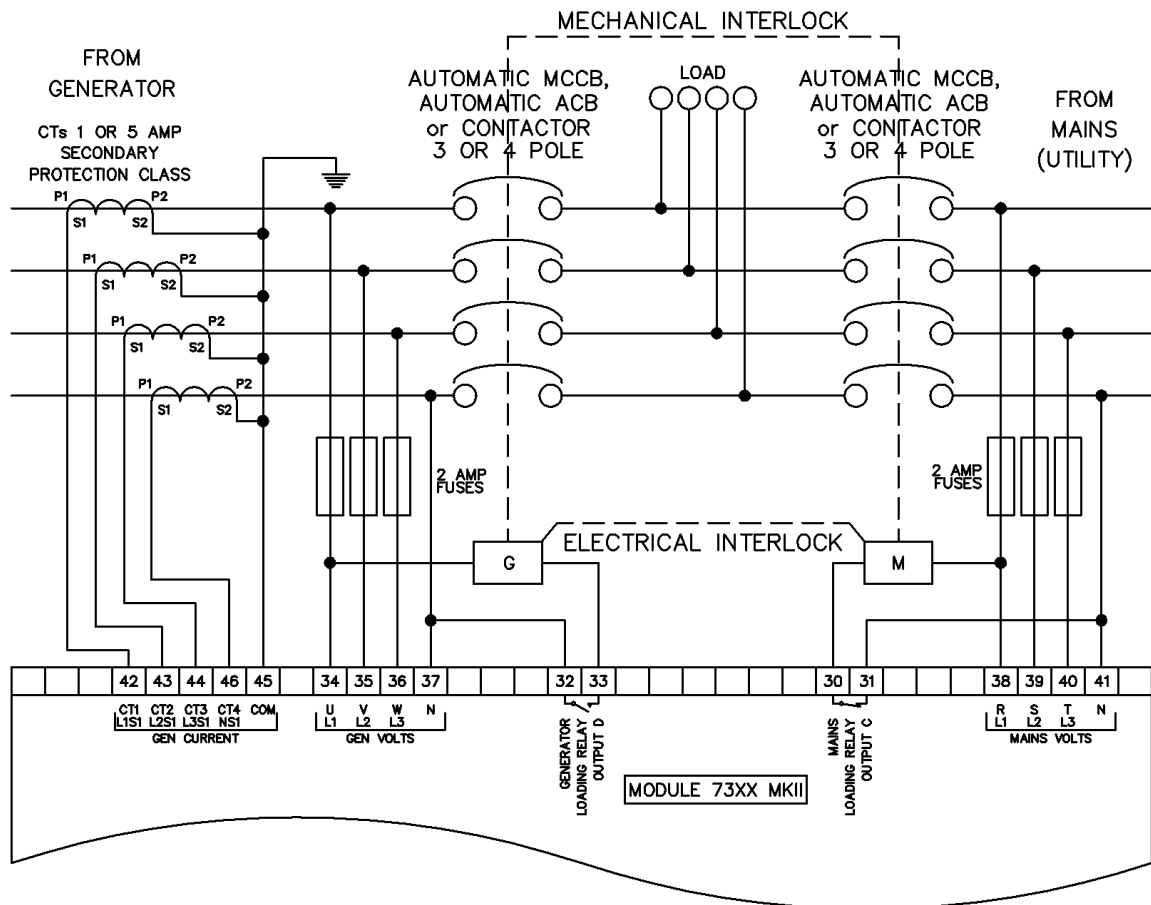 MECHANICAL INTERLOCK
FROM
GENERATOR
CTs 1 OR 5 AMP
SECONDARY
PROTECTION CLASS
AUTOMATIC MCCB,
AUTOMATIC ACB
or CONTACTOR
3 OR 4 POLE
LOAD
AUTOMATIC MCCB,
AUTOMATIC ACB
or CONTACTOR
3 OR 4 POLE
FROM
MAINS
(UTILITY)
P1 P2
S1 S2
P1 P2
S1 S2
P1 P2
S1 S2
P1 P2
S1 S2
2 AMP
FUSES
2 AMP
FUSES
ELECTRICAL INTERLOCK
G
M
42 43 44 46 45 34 35 36 37 32 33 30 31 38 39 40 41
CT1 CT2 CT3 CT4 COM
L1S1 L2S1 L3S1 NS1
GEN CURRENT
U V W N
L1 L2 L3
GEN VOLTS
GENERATOR
LOADING RELAY
OUTPUT D
MAINS
LOADING RELAY
OUTPUT C
R S T N
L1 L2 L3
MAINS VOLTS
MODULE 73XX MKII